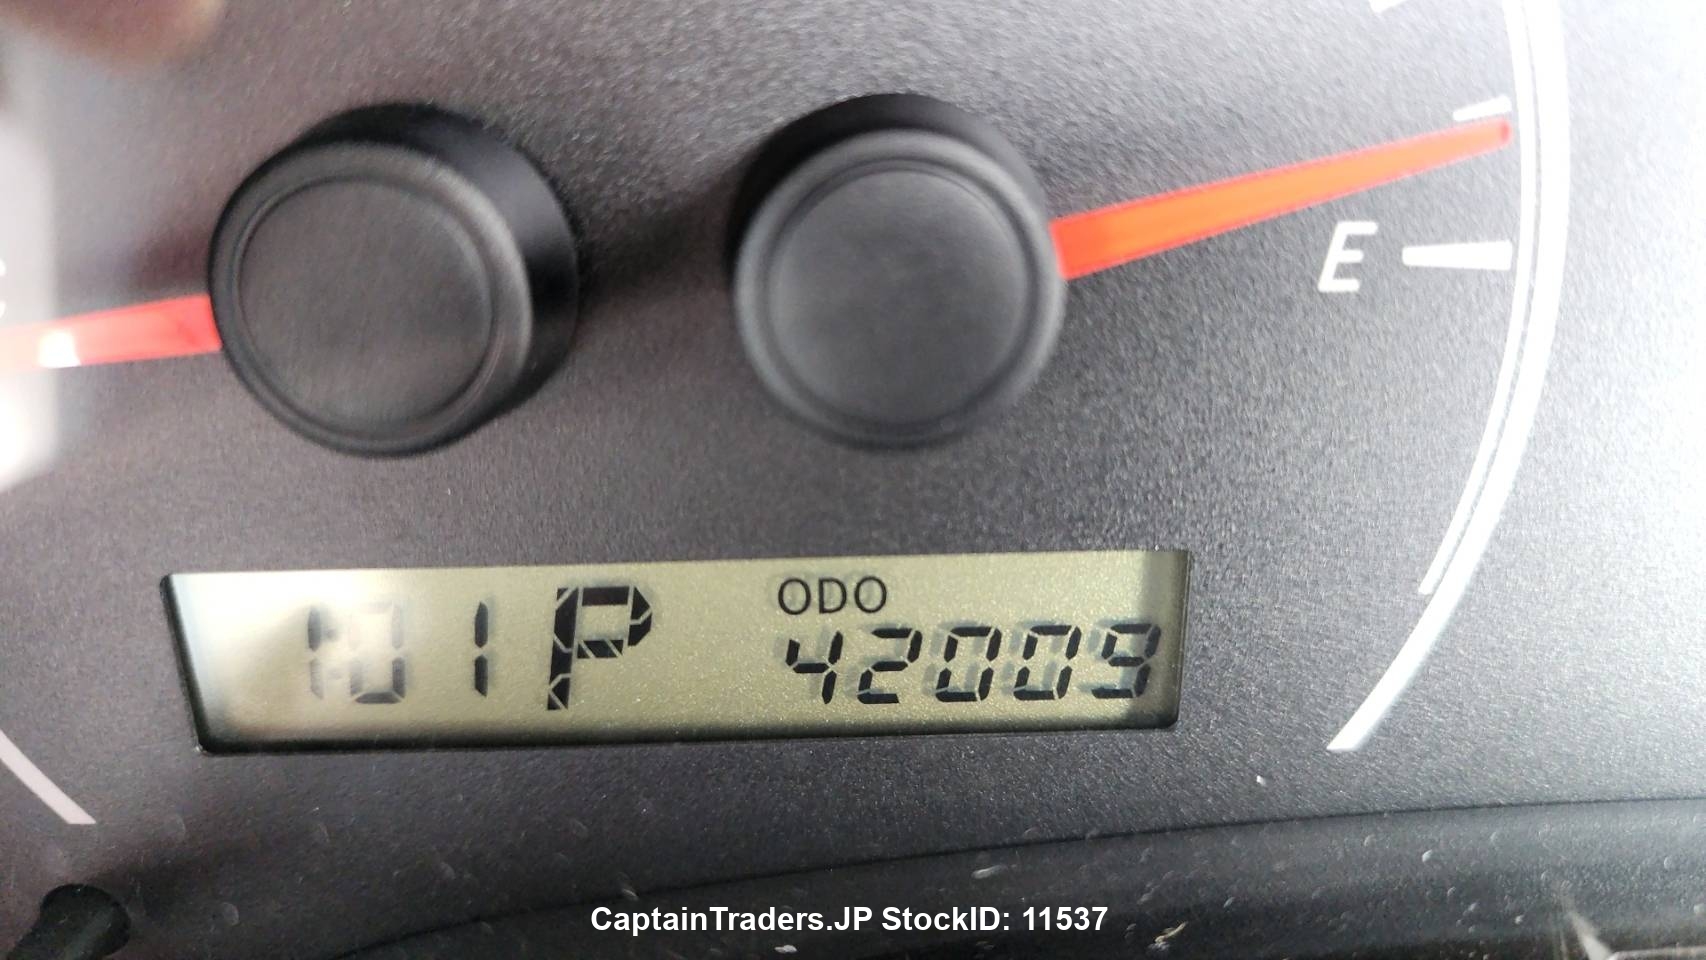 E
ODO
P 42009
CaptainTraders.JP StockID: 11537